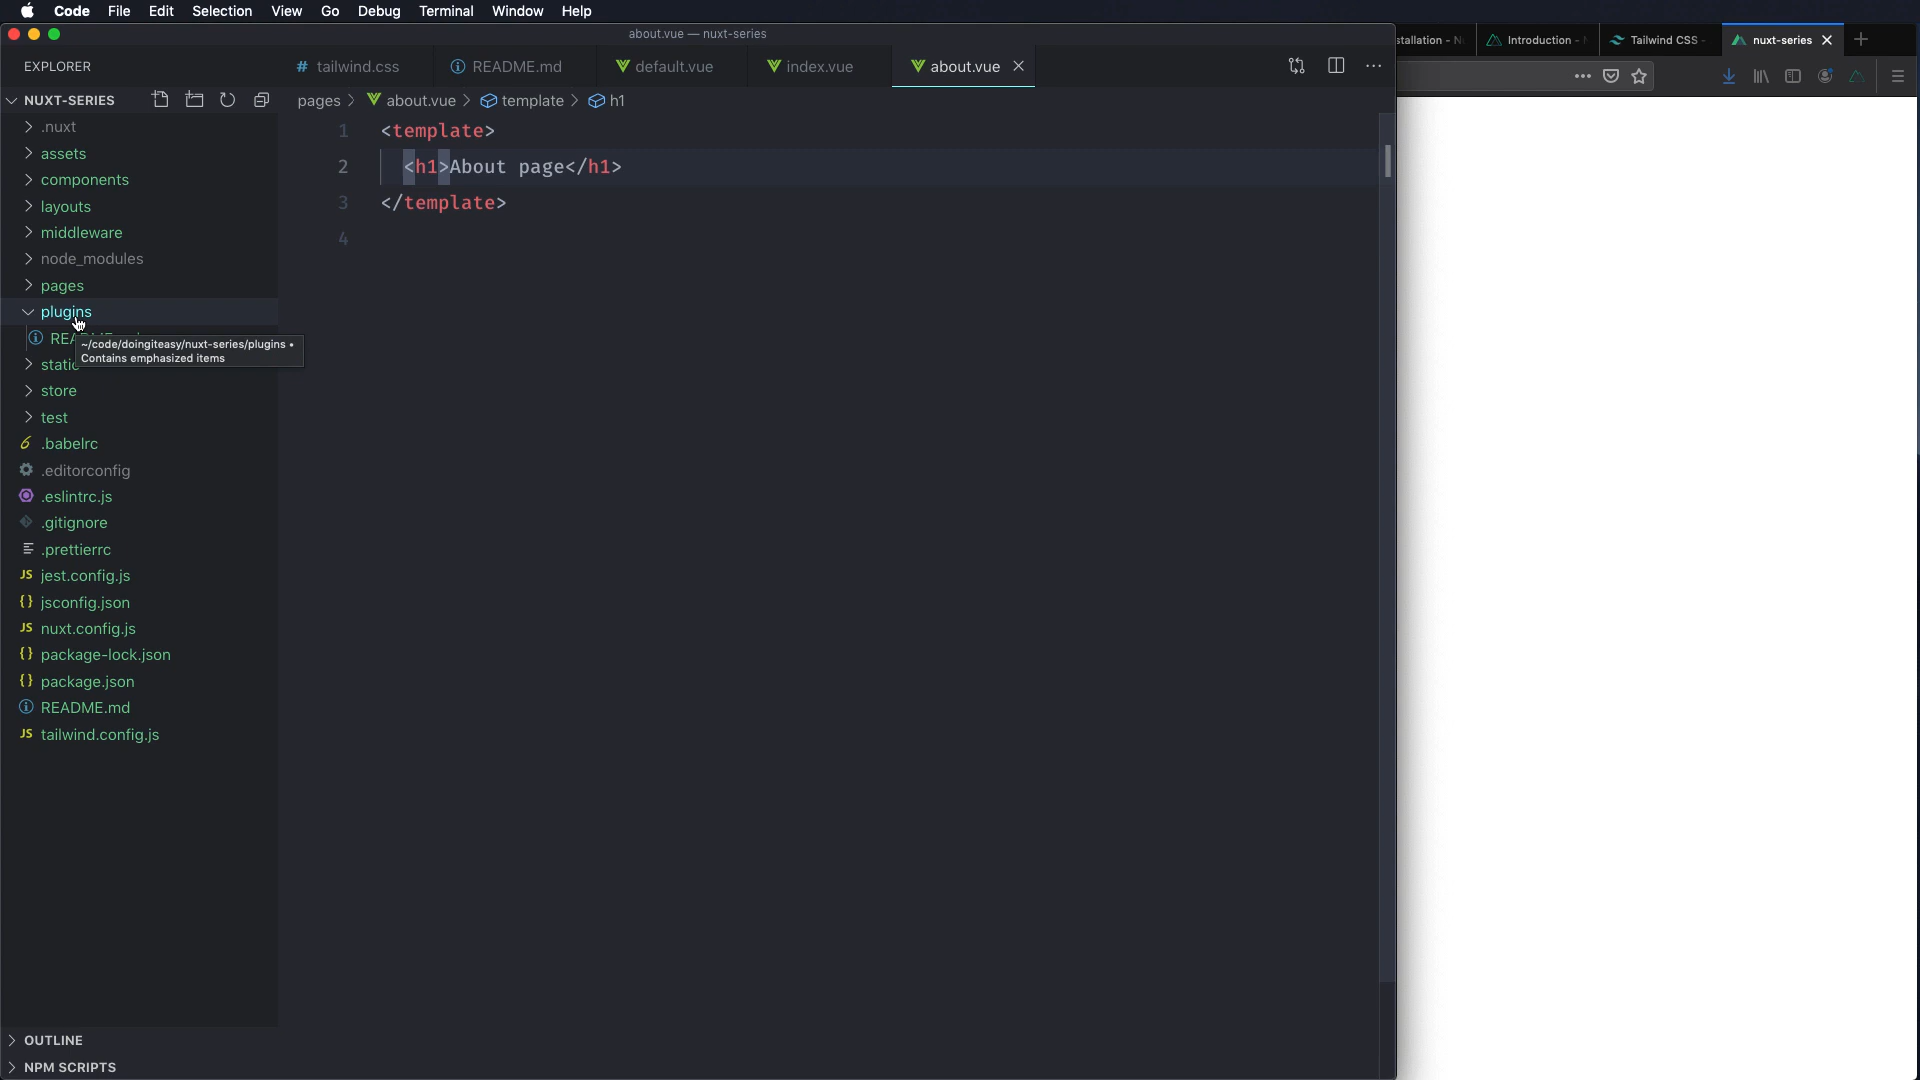 Code File Edit Selection View Go Debug Terminal Window Help
about.vue — nuxt-series
EXPLORER
# tailwind.css README.md default.vue index.vue about.vue
Introduction - Tailwind CSS - nuxt-series
NUXT-SERIES
pages > about.vue > template > h1
.nuxt
assets
components
layouts
middleware
node_modules
pages
plugins
~/code/doingiteasy/nuxt-series/plugins •
Contains emphasized items
store
test
.babelrc
.editorconfig
.eslintrc.js
.gitignore
.prettierrc
JS jest.config.js
{} jsconfig.json
JS nuxt.config.js
{} package-lock.json
{} package.json
README.md
JS tailwind.config.js
OUTLINE
NPM SCRIPTS
1 <template>
2 <h1>About page</h1>
3 </template>
4